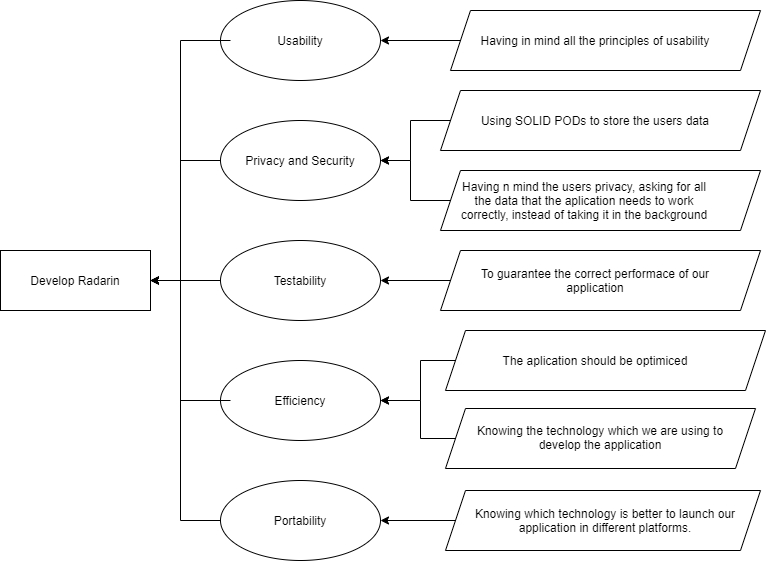 Usability
Having in mind all the principles of usability
Using SOLID PODs to store the users data
Privacy and Security
Having n mind the users privacy, asking for all
the data that the aplication needs to work
correctly, instead of taking it in the background
Develop Radarin
Testability
To guarantee the correct performace of our
application
The aplication should be optimiced
Efficiency
Knowing the technology which we are using to
develop the application
Portability
Knowing which technology is better to launch our
application in different platforms.